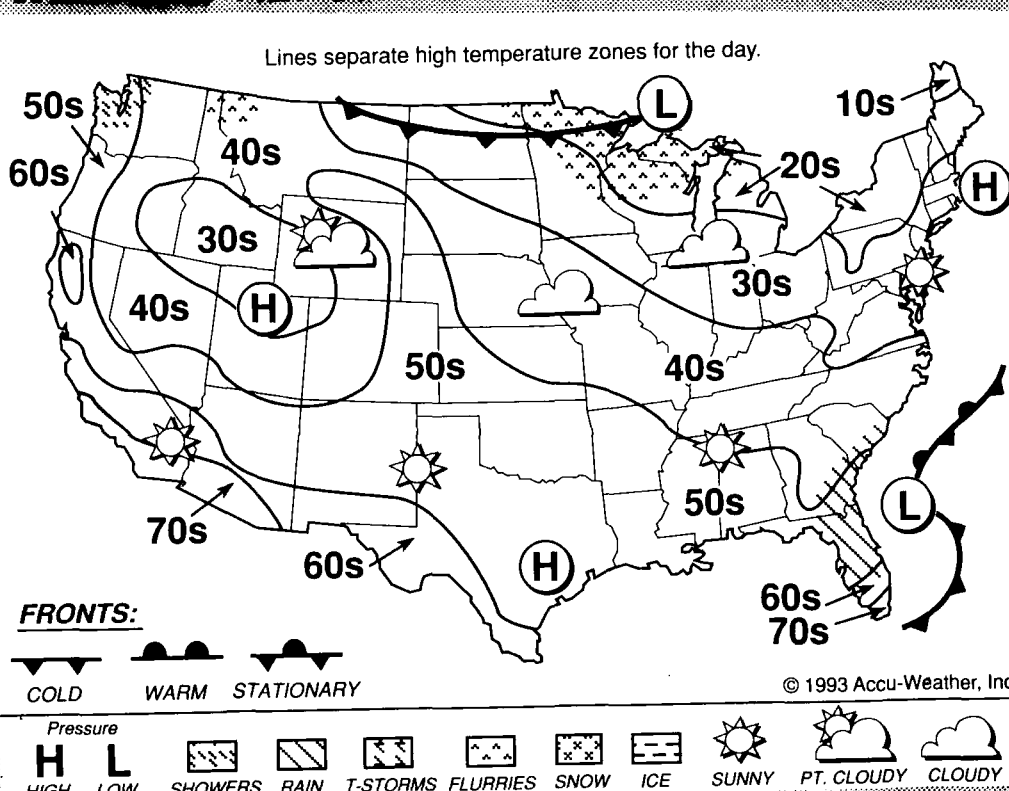 Lines separate high temperature zones for the day.
50s
10s
L
40s
20s
60s
H
30s
30s
40s
H
50s
40s
50s
L
70s
60s
H
60s
70s
FRONTS:
COLD WARM STATIONARY
© 1993 Accu-Weather, Inc
Pressure
H L
HIGH LOW SHOWERS RAIN T-STORMS FLURRIES SNOW ICE SUNNY PT. CLOUDY CLOUDY